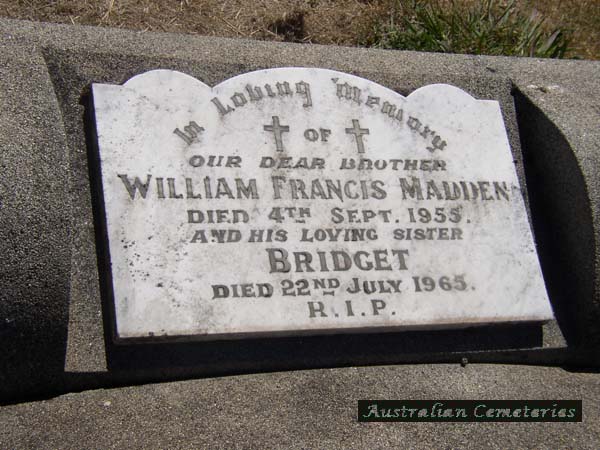 In Loving Memory
OF
OUR DEAR BROTHER
WILLIAM FRANCIS MADDEN
DIED 4TH SEPT. 1955.
AND HIS LOVING SISTER
BRIDGET
DIED 22ND JULY 1965.
R.I.P.
Australian Cemeteries